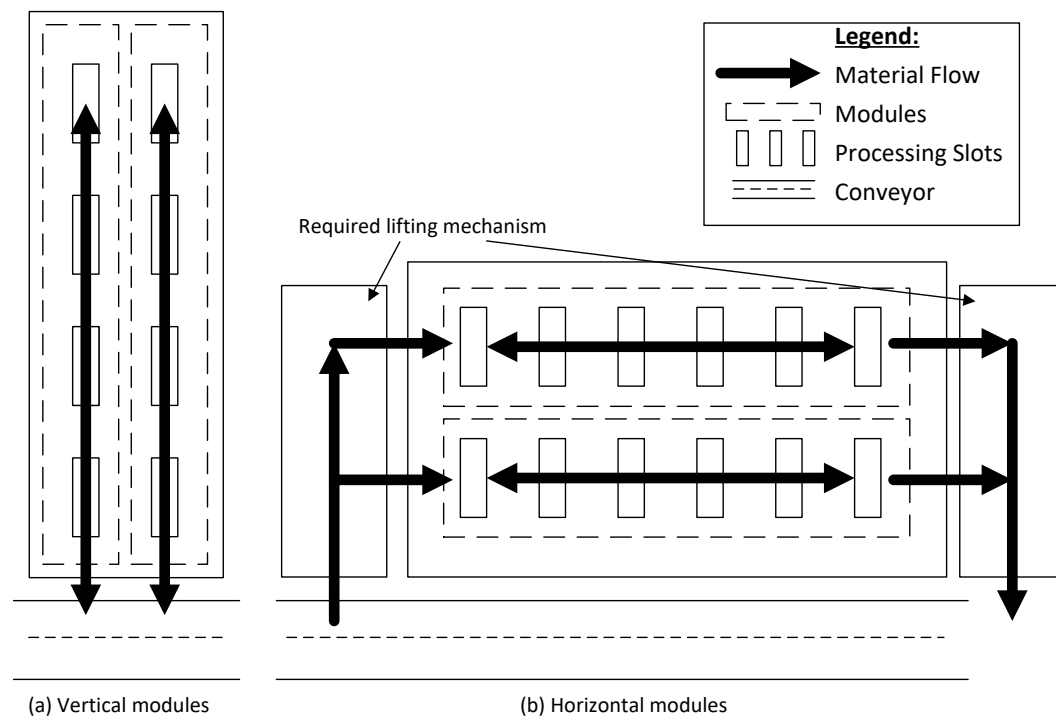 Legend:
Material Flow
Modules
Processing Slots
Conveyor
Required lifting mechanism
(a) Vertical modules
(b) Horizontal modules